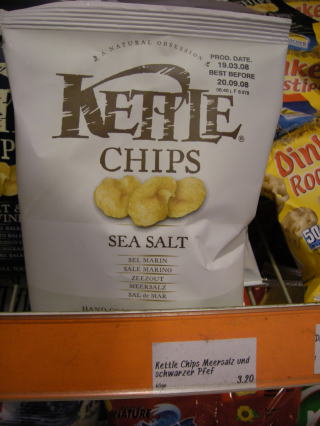 A NATURAL OBSESSION
PROD. DATE.
19.03.08
BEST BEFORE
20.09.08
KETTLE
CHIPS
SEA SALT
SEL MARIN
SALE MARINO
ZEEZOUT
MEERSALZ
SAL de MAR
Kettle Chips Meersalz und
schwarzer Pfef
3.20
NATURE